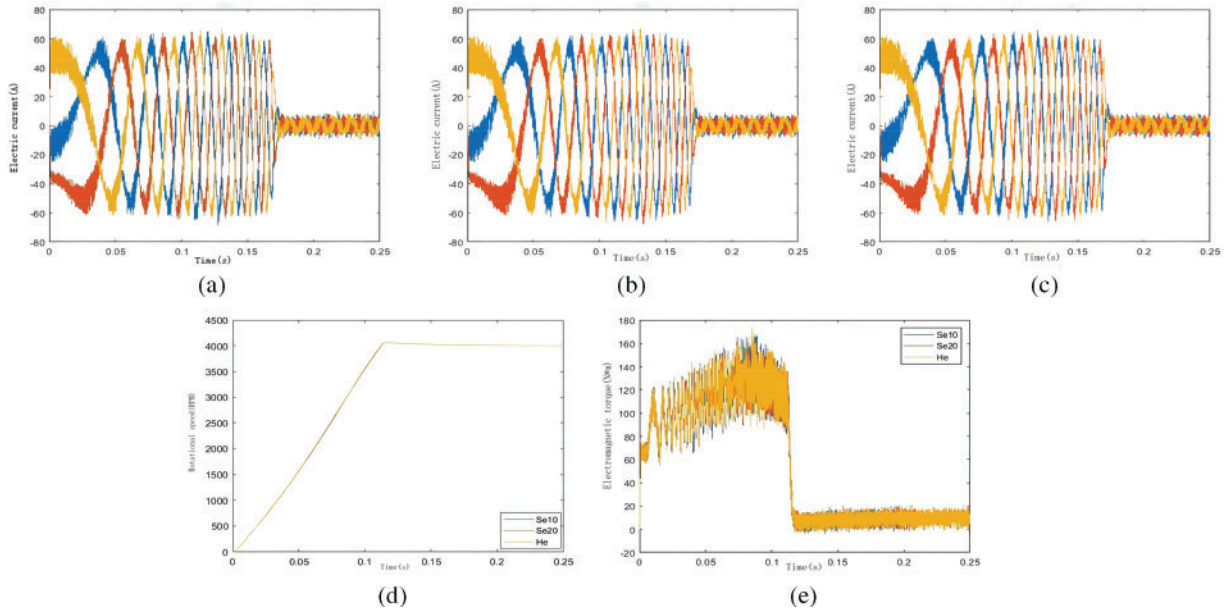 80
60
40
20
0
-20
-40
-60
-80
Electric current(A)
0 0.05 0.1 0.15 0.2 0.25
Time(s)
(a)
80
60
40
20
0
-20
-40
-60
-80
Electric current(A)
0 0.05 0.1 0.15 0.2 0.25
Time(s)
(b)
80
60
40
20
0
-20
-40
-60
-80
Electric current(A)
0 0.05 0.1 0.15 0.2 0.25
Time(s)
(c)
4500
4000
3500
3000
2500
2000
1500
1000
500
0
Rotational speed(RPM)
Se10
Se20
He
0 0.05 0.1 0.15 0.2 0.25
Time(s)
(d)
180
160
140
120
100
80
60
40
20
0
-20
Electromagnetic torque(N*m)
Se10
Se20
He
0 0.05 0.1 0.15 0.2 0.25
Time(s)
(e)